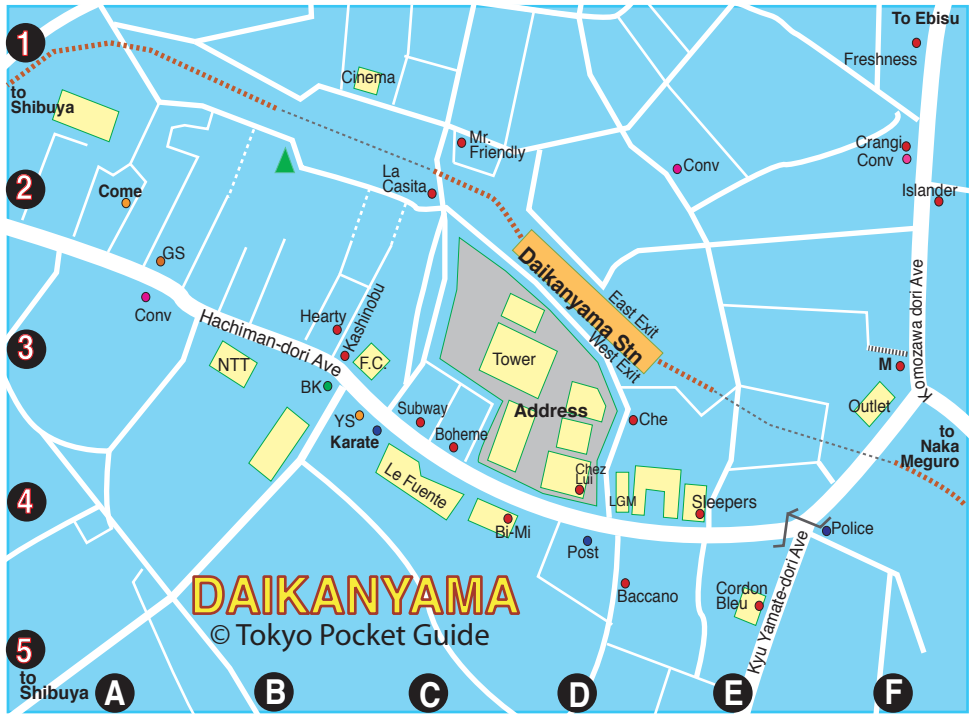 To Ebisu
1
Freshness
Cinema
to
Shibuya
Mr.
Friendly
Crangi
Conv
Conv
La
Casita
2
Come
Islander
GS
Daikanyama Stn
East Exit
West Exit
Conv
Hachiman-dori Ave
Hearty
Kashinobu
Komozawa dori Ave
3
NTT
F.C.
Tower
M
BK
Outlet
YS
Karate
Subway
Address
Che
Boheme
to
Naka
Meguro
Le Fuente
Chez
Lui
4
LGM
Sleepers
Bi-Mi
Police
Post
Kyu Yamate-dori Ave
DAIKANYAMA
Baccano
Cordon
Bleu
© Tokyo Pocket Guide
5
to
Shibuya
A
B
C
D
E
F